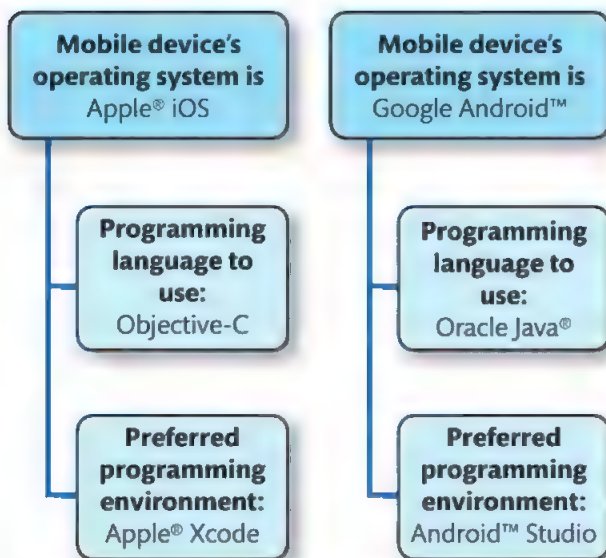 Mobile device's
operating system is
Apple® iOS
Programming
language to
use:
Objective-C
Preferred
programming
environment:
Apple® Xcode
Mobile device's
operating system is
Google Android™
Programming
language to
use:
Oracle Java®
Preferred
programming
environment:
Android™ Studio